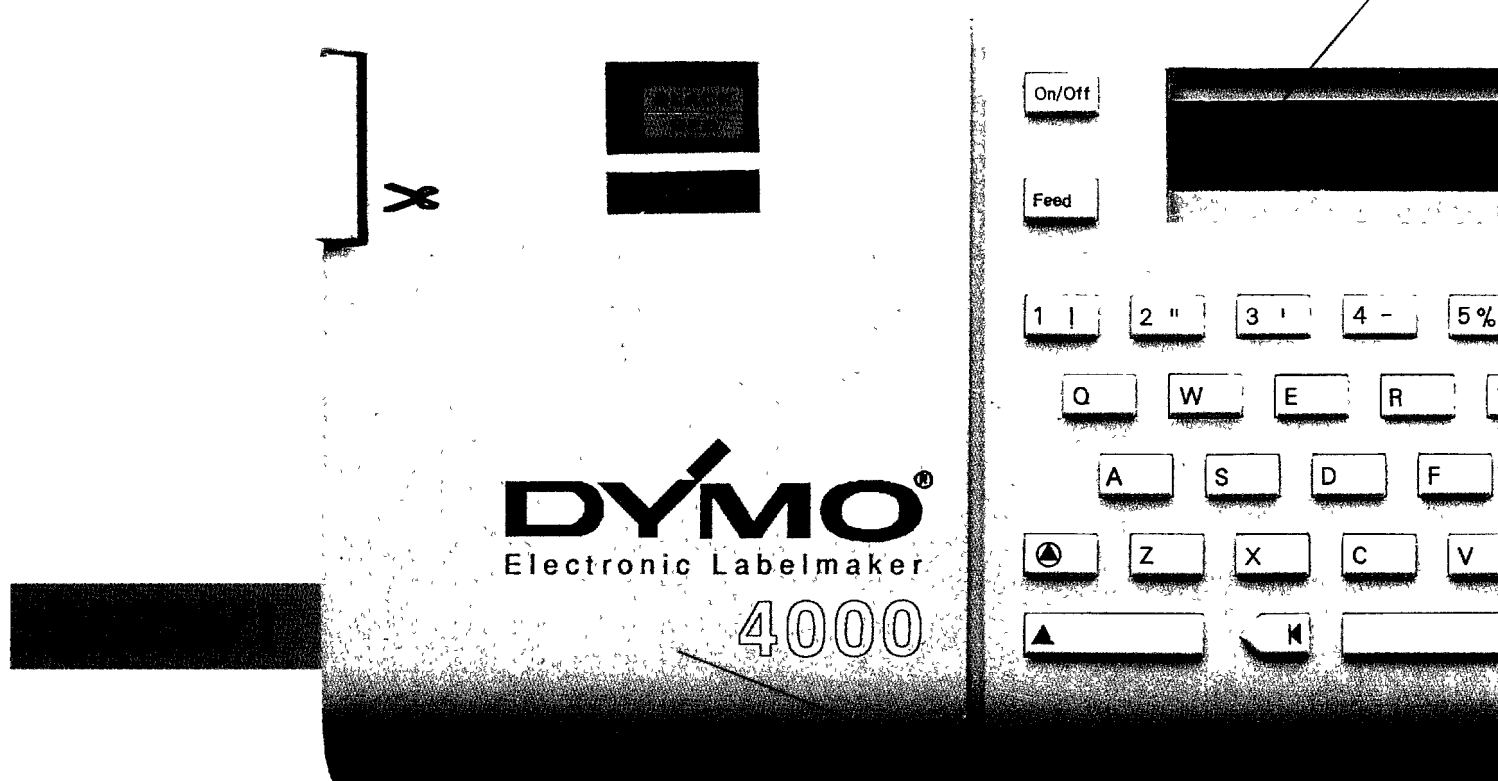 On/Off
Feed
1 !
2 "
3 '
4 -
5 %
Q W E R
A S D F
DYMO®
Electronic Labelmaker
Z X C V
4000